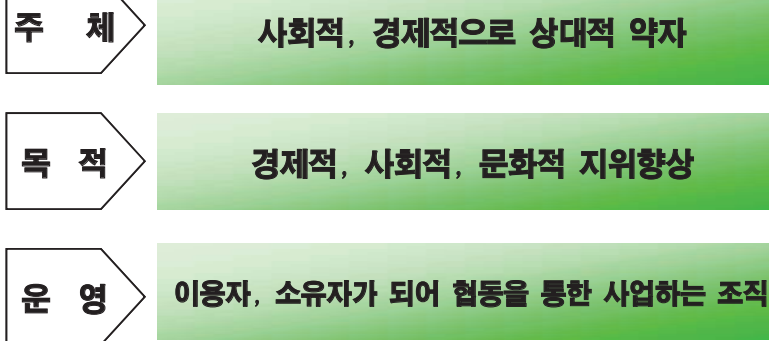 주 체 사회적, 경제적으로 상대적 약자
목 적 경제적, 사회적, 문화적 지위향상
운 영 이용자, 소유자가 되어 협동을 통한 사업하는 조직